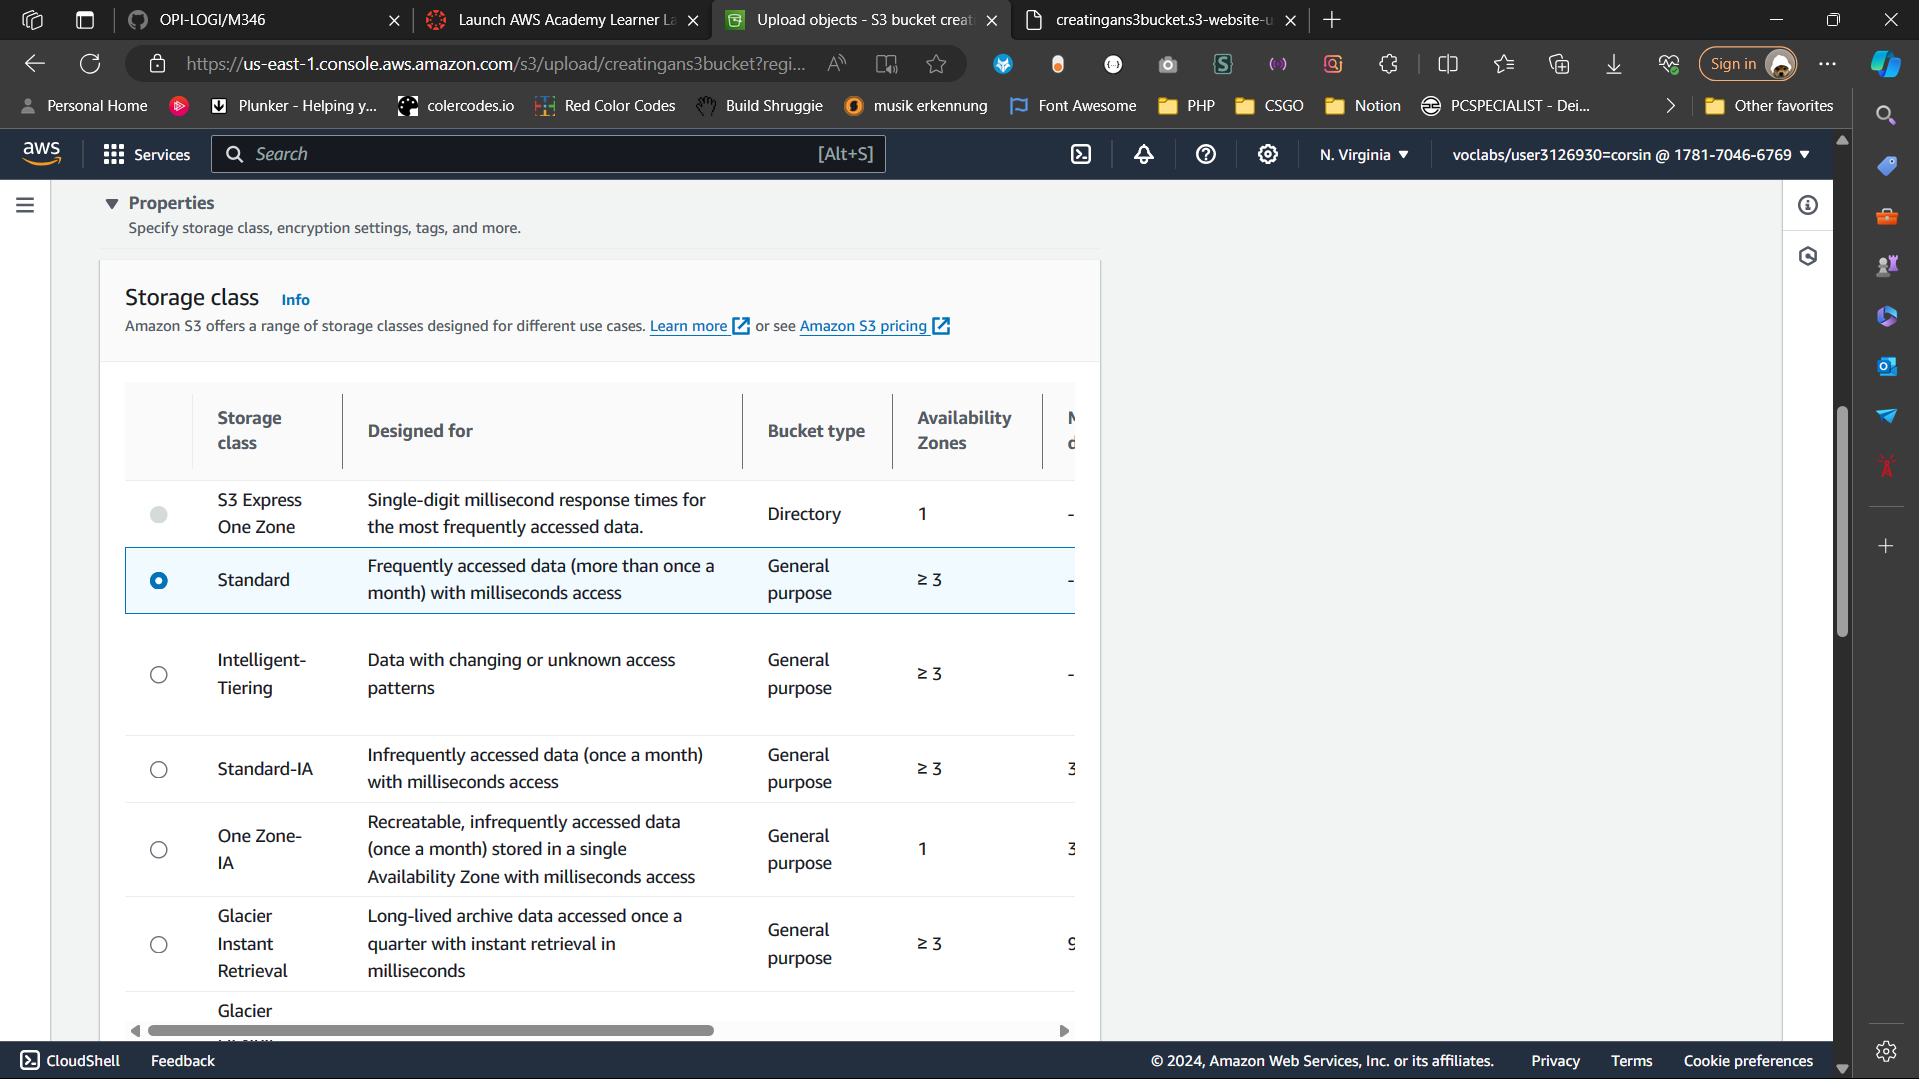 OPI-LOGI/M346
Launch AWS Academy Learner La
Upload objects - S3 bucket creati
creatingans3bucket.s3-website-u
https://us-east-1.console.aws.amazon.com/s3/upload/creatingans3bucket?regi...
Sign in
Personal Home
Plunker - Helping y...
colercodes.io
Red Color Codes
Build Shruggie
musik erkennung
Font Awesome
PHP
CSGO
Notion
PCSPECIALIST - Dei...
Other favorites
aws
Services
Search
[Alt+S]
N. Virginia
voclabs/user3126930=corsin @ 1781-7046-6769
Properties
Specify storage class, encryption settings, tags, and more.
Storage class Info
Amazon S3 offers a range of storage classes designed for different use cases. Learn more or see Amazon S3 pricing
Storage
class
Designed for
Bucket type
Availability
Zones
S3 Express
One Zone
Single-digit millisecond response times for
the most frequently accessed data.
Directory
1
-
Standard
Frequently accessed data (more than once a
month) with milliseconds access
General
purpose
≥ 3
-
Intelligent-
Tiering
Data with changing or unknown access
patterns
General
purpose
≥ 3
-
Standard-IA
Infrequently accessed data (once a month)
with milliseconds access
General
purpose
≥ 3
3
One Zone-
IA
Recreatable, infrequently accessed data
(once a month) stored in a single
Availability Zone with milliseconds access
General
purpose
1
3
Glacier
Instant
Retrieval
Long-lived archive data accessed once a
quarter with instant retrieval in
milliseconds
General
purpose
≥ 3
9
Glacier
CloudShell
Feedback
© 2024, Amazon Web Services, Inc. or its affiliates.
Privacy
Terms
Cookie preferences